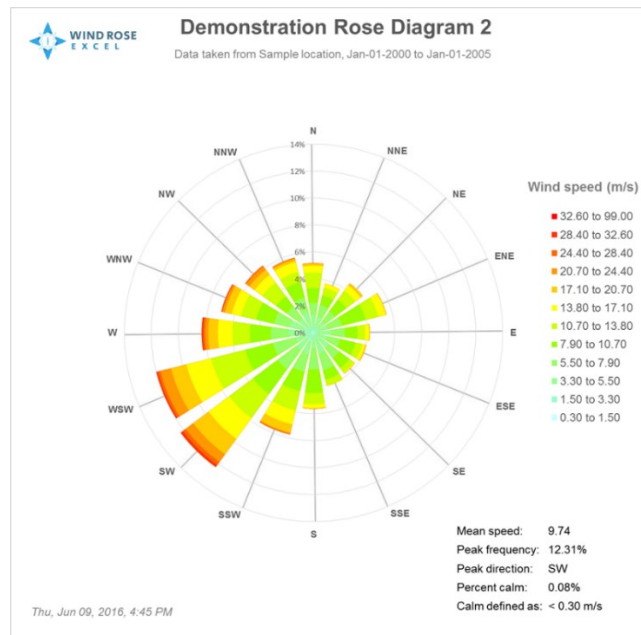 WIND ROSE
EXCEL
Demonstration Rose Diagram 2
Data taken from Sample location, Jan-01-2000 to Jan-01-2005
N
NNE
NE
ENE
E
ESE
SE
SSE
S
SSW
SW
WSW
W
WNW
NW
NNW
14%
12%
10%
8%
6%
4%
2%
0%
Wind speed (m/s)
32.60 to 99.00
28.40 to 32.60
24.40 to 28.40
20.70 to 24.40
17.10 to 20.70
13.80 to 17.10
10.70 to 13.80
7.90 to 10.70
5.50 to 7.90
3.30 to 5.50
1.50 to 3.30
0.30 to 1.50
Mean speed: 9.74
Peak frequency: 12.31%
Peak direction: SW
Percent calm: 0.08%
Calm defined as: < 0.30 m/s
Thu, Jun 09, 2016, 4:45 PM